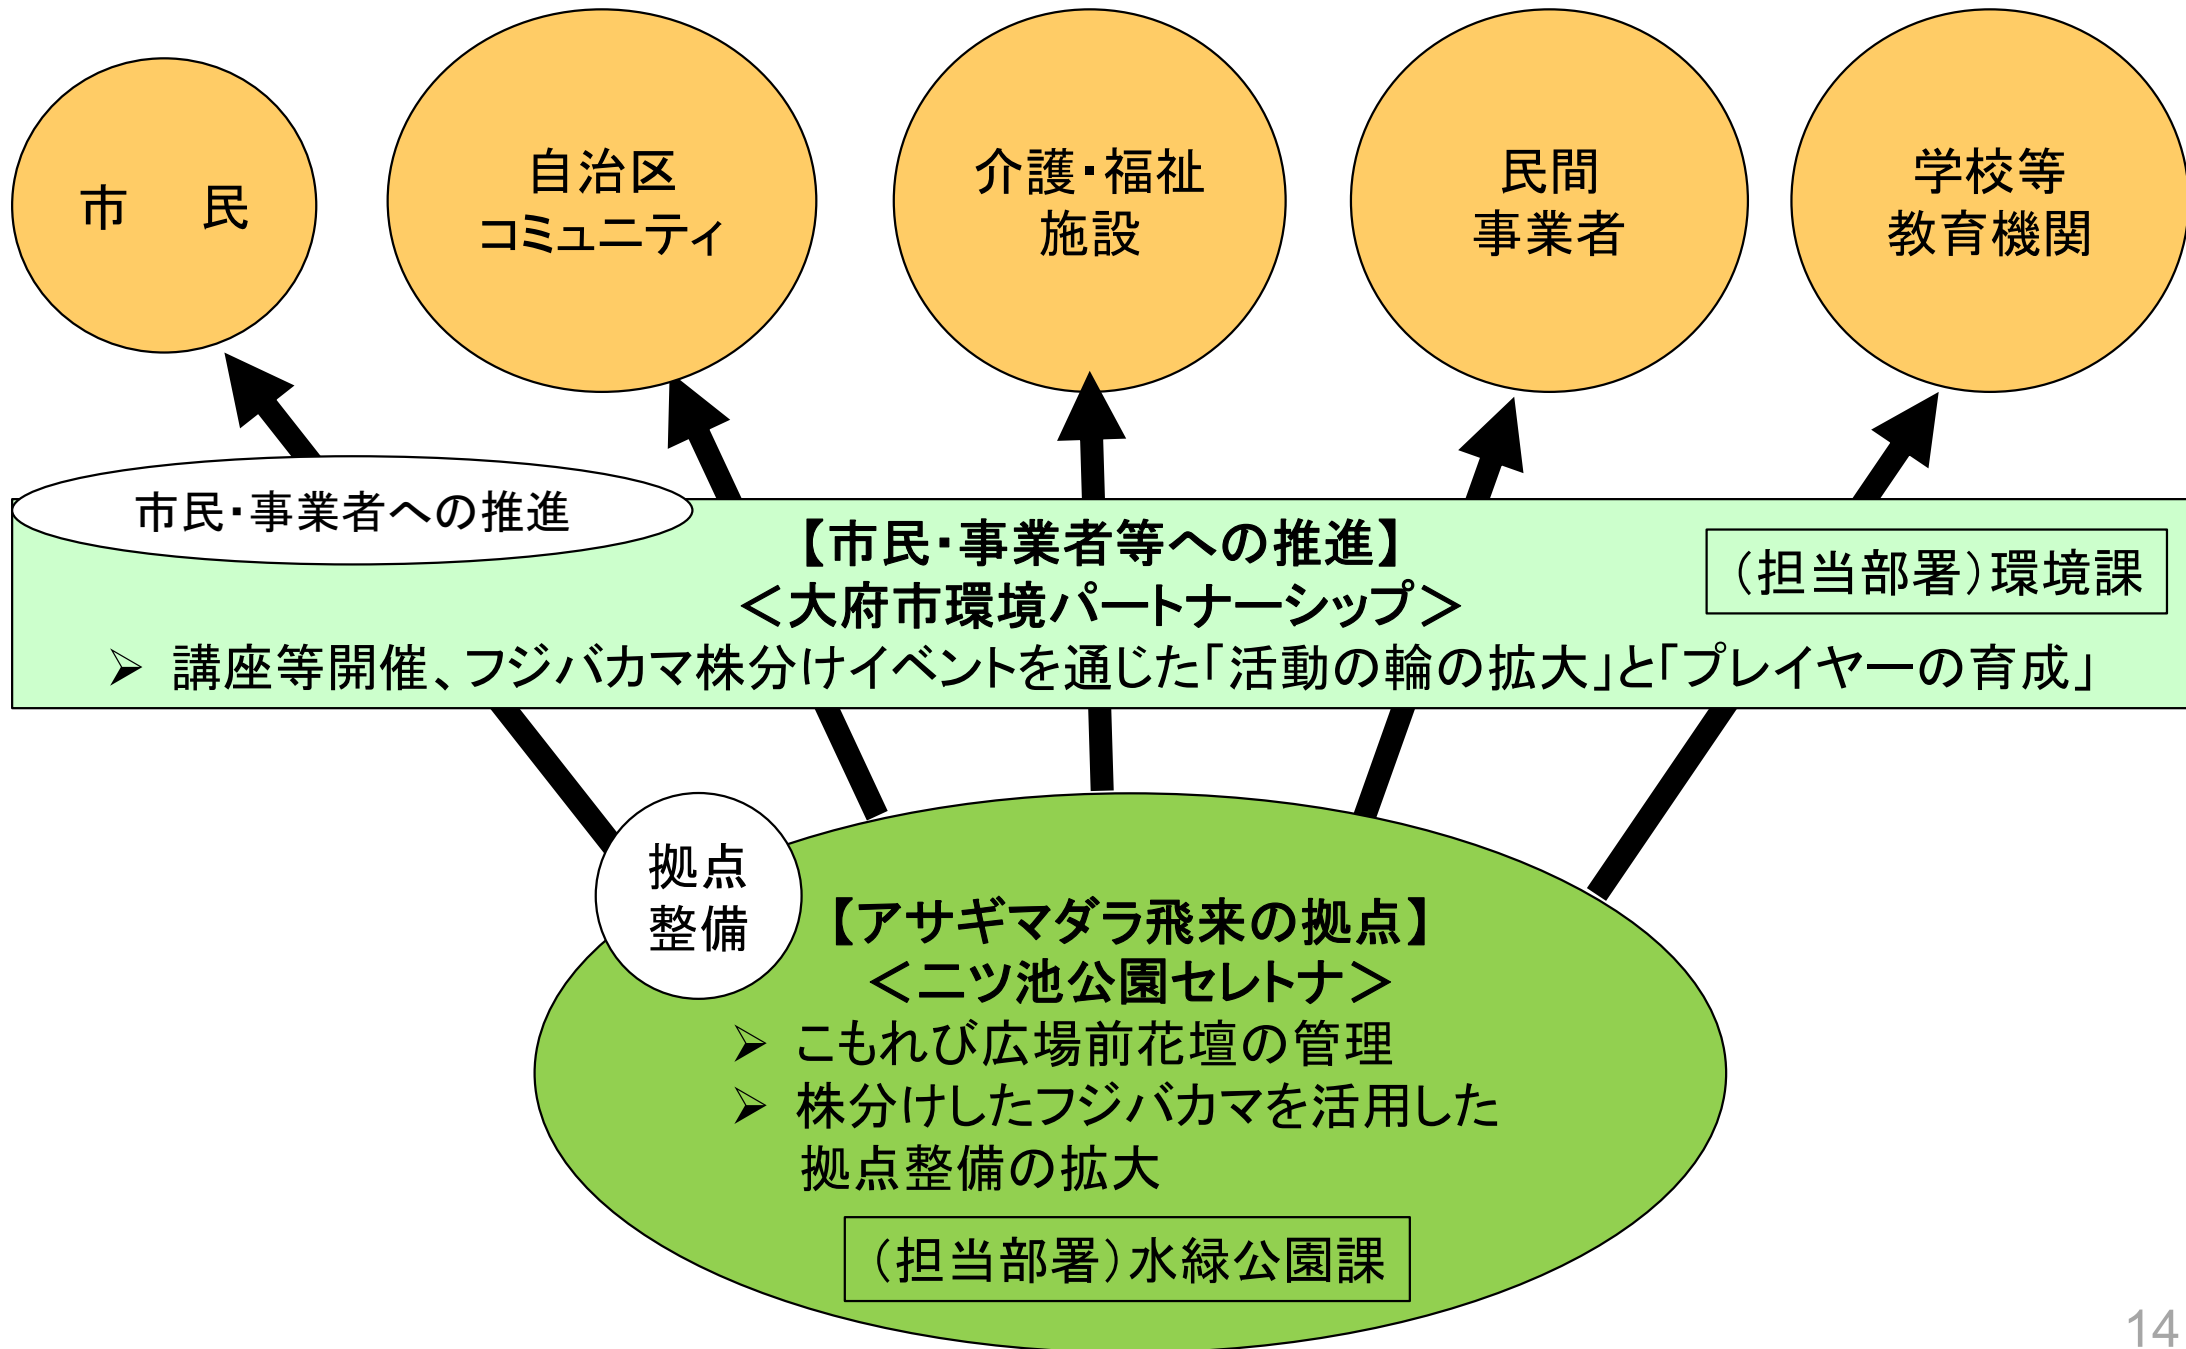 市　民
自治区
コミュニティ
介護・福祉
施設
民間
事業者
学校等
教育機関
市民・事業者への推進
【市民・事業者等への推進】
＜大府市環境パートナーシップ＞
（担当部署）環境課
➢ 講座等開催、フジバカマ株分けイベントを通じた「活動の輪の拡大」と「プレイヤーの育成」
拠点
整備
【アサギマダラ飛来の拠点】
＜二ツ池公園セレトナ＞
➢ こもれび広場前花壇の管理
➢ 株分けしたフジバカマを活用した
拠点整備の拡大
（担当部署）水緑公園課
14